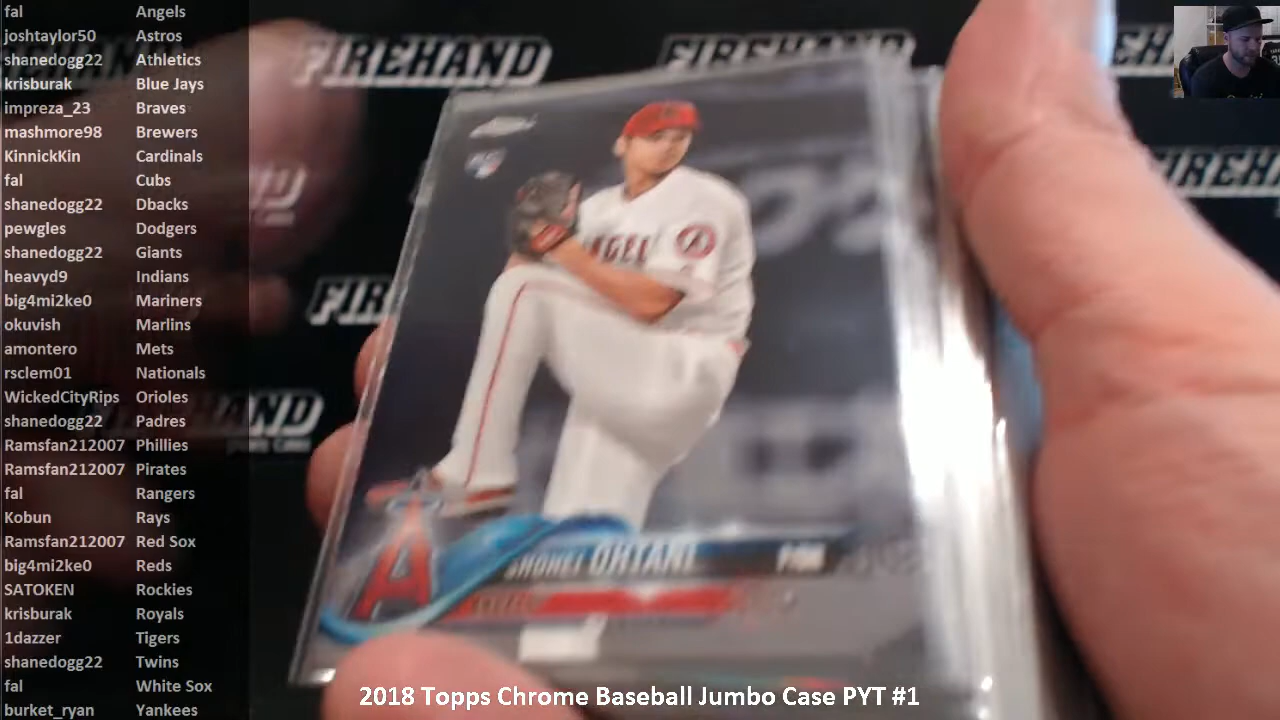 fal Angels
joshtaylor50 Astros
shanedogg22 Athletics
krisburak Blue Jays
impreza_23 Braves
mashmore98 Brewers
KinnickKin Cardinals
fal Cubs
shanedogg22 Dbacks
pewgles Dodgers
shanedogg22 Giants
heavyd9 Indians
big4mi2ke0 Mariners
okuvish Marlins
amontero Mets
rsclem01 Nationals
WickedCityRips Orioles
shanedogg22 Padres
Ramsfan212007 Phillies
Ramsfan212007 Pirates
fal Rangers
Kobun Rays
Ramsfan212007 Red Sox
big4mi2ke0 Reds
SATOKEN Rockies
krisburak Royals
1dazzer Tigers
shanedogg22 Twins
fal White Sox
burket_ryan Yankees
FIREHAND FIREHAND
FIREHAND
SHOHEI OHTANI
A
2018 Topps Chrome Baseball Jumbo Case PYT #1